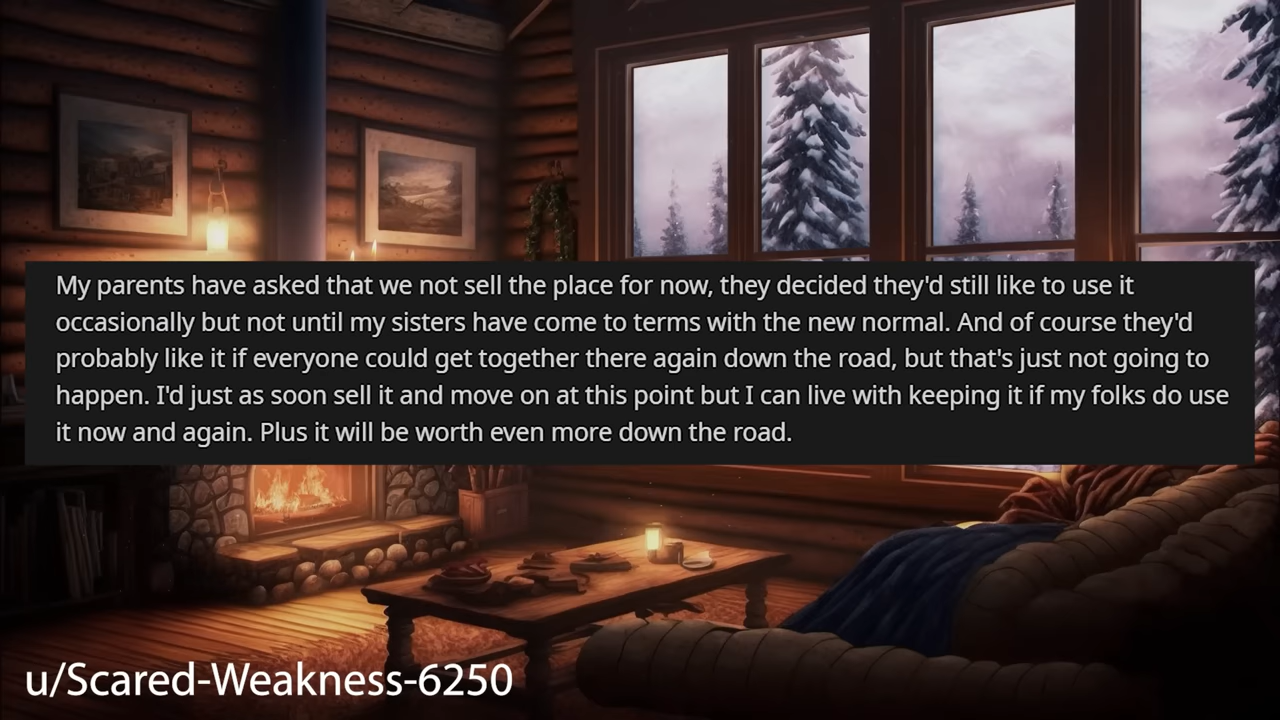 My parents have asked that we not sell the place for now, they decided they'd still like to use it
occasionally but not until my sisters have come to terms with the new normal. And of course they'd
probably like it if everyone could get together there again down the road, but that's just not going to
happen. I'd just as soon sell it and move on at this point but I can live with keeping it if my folks do use
it now and again. Plus it will be worth even more down the road.
u/Scared-Weakness-6250